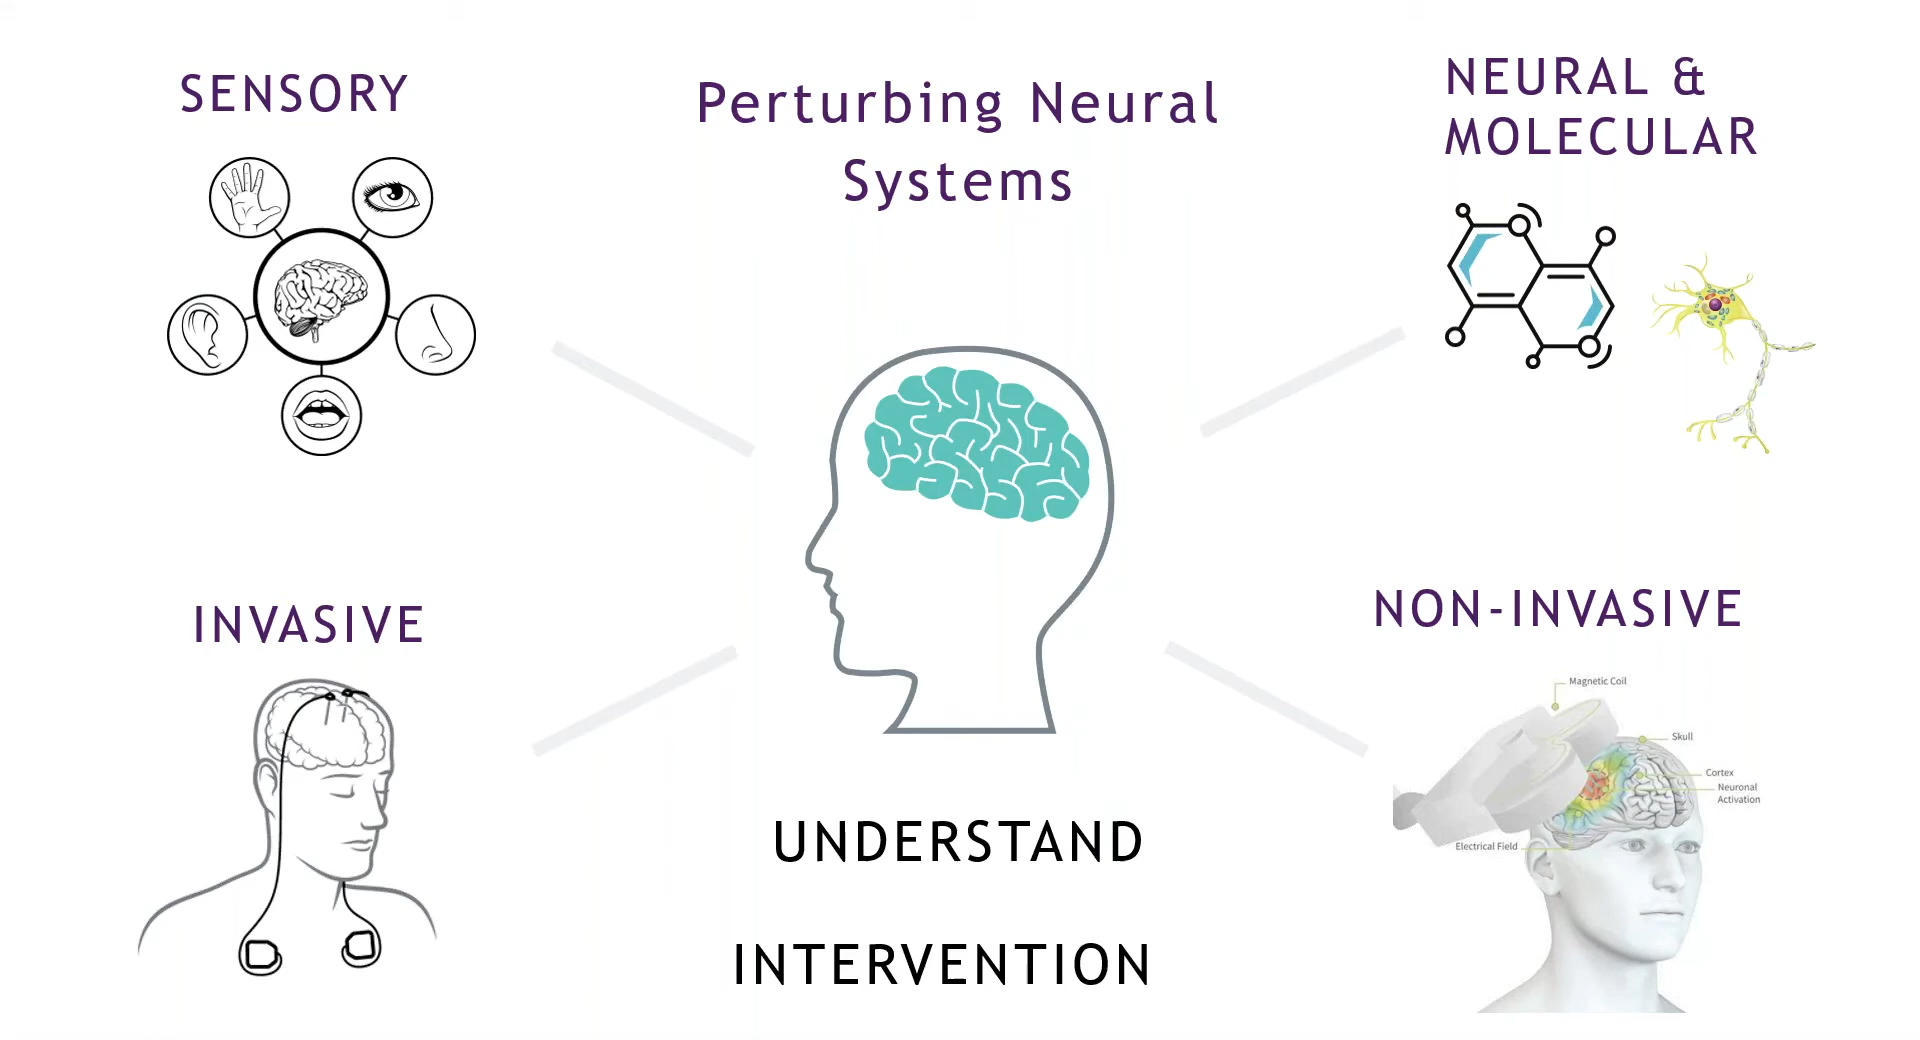 SENSORY
Perturbing Neural
Systems
NEURAL &
MOLECULAR
INVASIVE
NON-INVASIVE
Magnetic Coil
Skull
Cortex
Neuronal
Activation
Electrical Field
UNDERSTAND
INTERVENTION